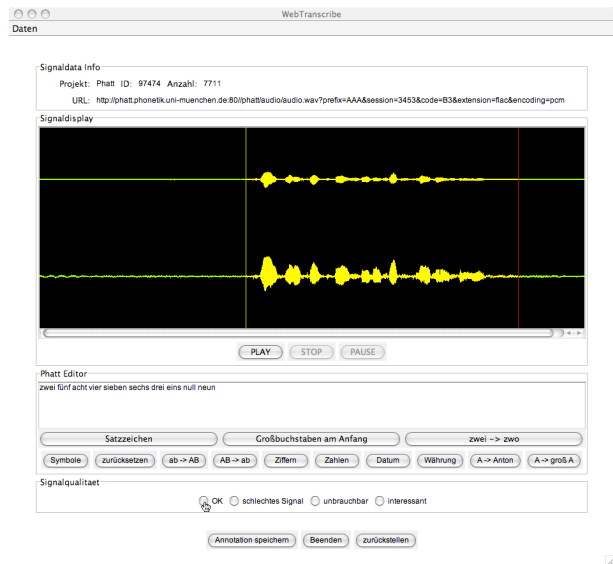 WebTranscribe
Daten
Signaldata Info
Projekt: Phatt ID: 97474 Anzahl: 7711
URL: http://phatt.phonetik.uni-muenchen.de:80//phatt/audio/audio.wav?prefix=AAA&session=3453&code=B3&extension=flac&encoding=pcm
Signaldisplay
PLAY STOP PAUSE
Phatt Editor
zwei fünf acht vier sieben sechs drei eins null neun
Satzzeichen Großbuchstaben am Anfang zwei -> zwo
Symbole zurücksetzen ab -> AB AB -> ab Ziffern Zahlen Datum Währung A -> Anton A -> groß A
Signalqualitaet
OK schlechtes Signal unbrauchbar interessant
Annotation speichern Beenden zurückstellen